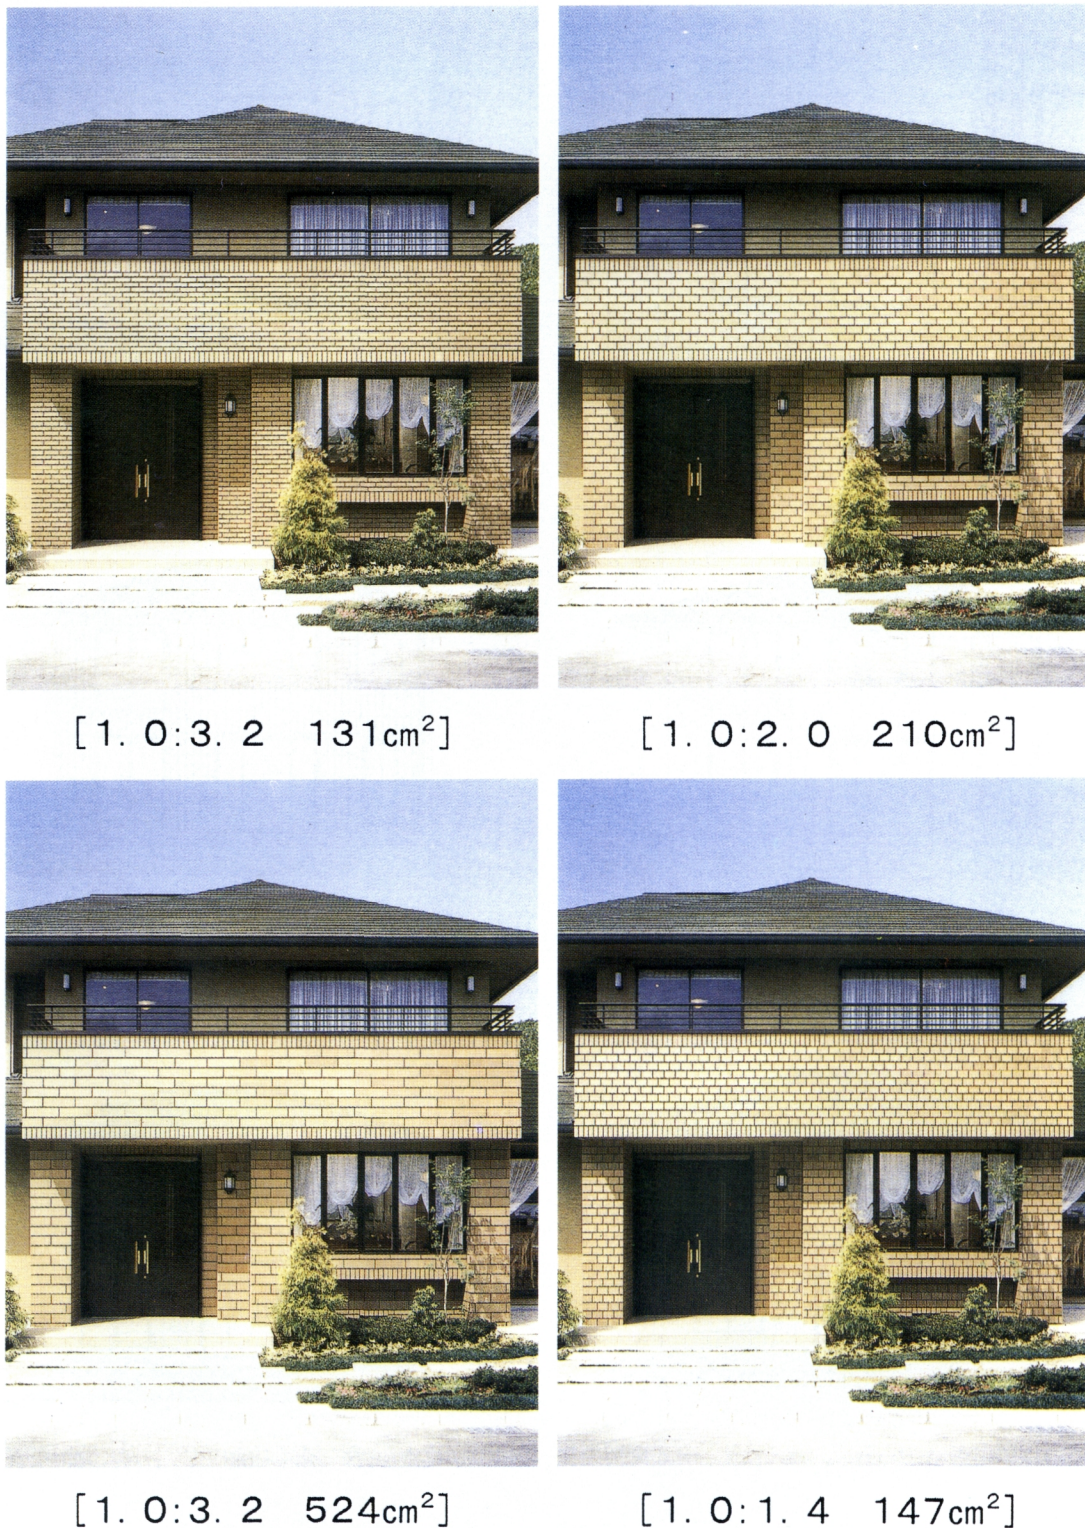 [1. 0:3. 2 131cm²]
[1. 0:2. 0 210cm²]
[1. 0:3. 2 524cm²]
[1. 0:1. 4 147cm²]